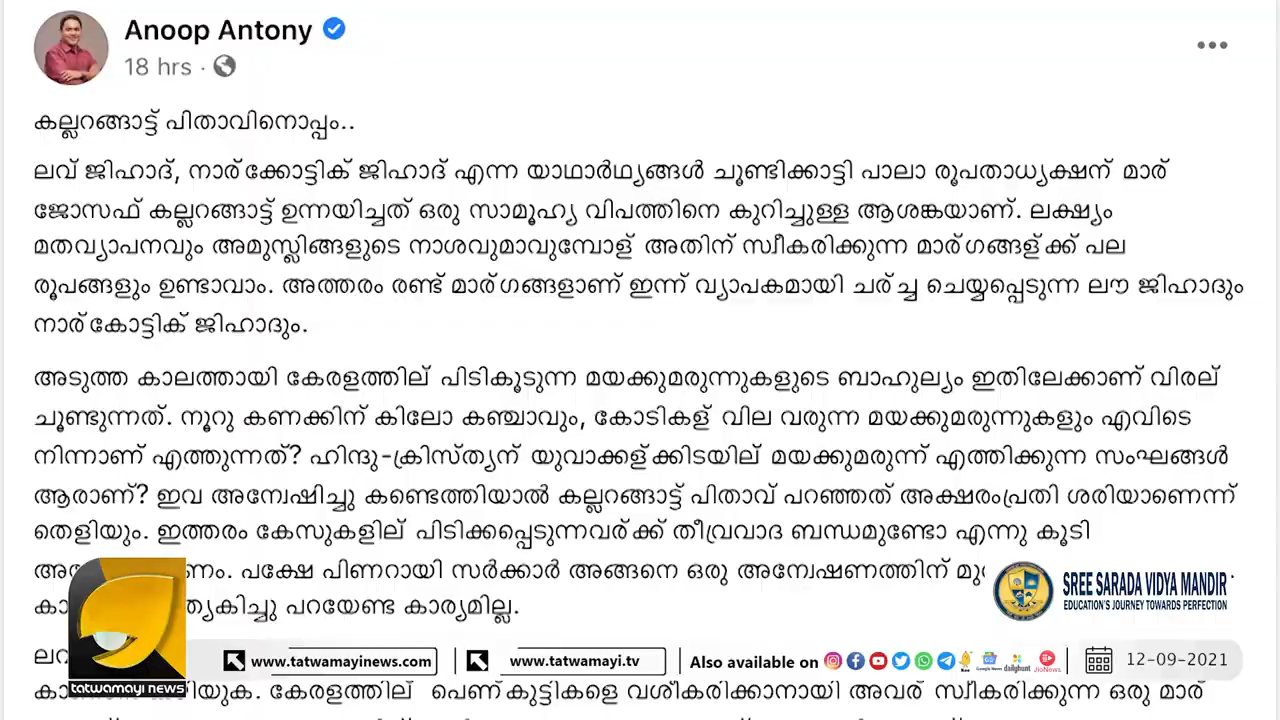 Anoop Antony
18 hrs ·
കല്ലറങ്ങാട്ട് പിതാവിനൊപ്പം..
ലവ് ജിഹാദ്, നാര്‍ക്കോട്ടിക് ജിഹാദ് എന്ന യാഥാർഥ്യങ്ങൾ ചൂണ്ടിക്കാട്ടി പാലാ രൂപതാധ്യക്ഷന് മാര്‍
ജോസഫ് കല്ലറങ്ങാട്ട് ഉന്നയിച്ചത് ഒരു സാമൂഹ്യ വിപത്തിനെ കുറിച്ചുള്ള ആശങ്കയാണ്. ലക്ഷ്യം
മതവ്യാപനവും അമുസ്ലിങ്ങളുടെ നാശവുമാവുമ്പോള് അതിന് സ്വീകരിക്കുന്ന മാര്‍ഗങ്ങള്‍ക്ക് പല
രൂപങ്ങളും ഉണ്ടാവാം. അത്തരം രണ്ട് മാര്‍ഗങ്ങളാണ് ഇന്ന് വ്യാപകമായി ചര്‍ച്ച ചെയ്യപ്പെടുന്ന ലൗ ജിഹാദും
നാര്‍കോട്ടിക് ജിഹാദും.
അടുത്ത കാലത്തായി കേരളത്തില് പിടികൂടുന്ന മയക്കുമരുന്നുകളുടെ ബാഹുല്യം ഇതിലേക്കാണ് വിരല്
ചൂണ്ടുന്നത്. നൂറു കണക്കിന് കിലോ കഞ്ചാവും, കോടികള് വില വരുന്ന മയക്കുമരുന്നുകളും എവിടെ
നിന്നാണ് എത്തുന്നത്? ഹിന്ദു-ക്രിസ്ത്യന് യുവാക്കള്‍ക്കിടയില് മയക്കുമരുന്ന് എത്തിക്കുന്ന സംഘങ്ങൾ
ആരാണ്? ഇവ അന്വേഷിച്ചു കണ്ടെത്തിയാൽ കല്ലറങ്ങാട്ട് പിതാവ് പറഞ്ഞത് അക്ഷരംപ്രതി ശരിയാണെന്ന്
തെളിയും. ഇത്തരം കേസുകളില് പിടിക്കപ്പെടുന്നവര്‍ക്ക് തീവ്രവാദ ബന്ധമുണ്ടോ എന്നു കൂടി
പക്ഷേ പിണറായി സർക്കാർ അങ്ങനെ ഒരു അന്വേഷണത്തിന്
പറയേണ്ട കാര്യമില്ല.
SREE SARADA VIDYA MANDIR
EDUCATION'S JOURNEY TOWARDS PERFECTION
tatwamayi news
www.tatwamayinews.com
www.tatwamayi.tv
Also available on
Google News
dailyhunt
JioNews
12-09-2021
കേരളത്തില് പെണ്‍കുട്ടികളെ വശീകരിക്കാനായി അവര് സ്വീകരിക്കുന്ന ഒരു മാര്‍